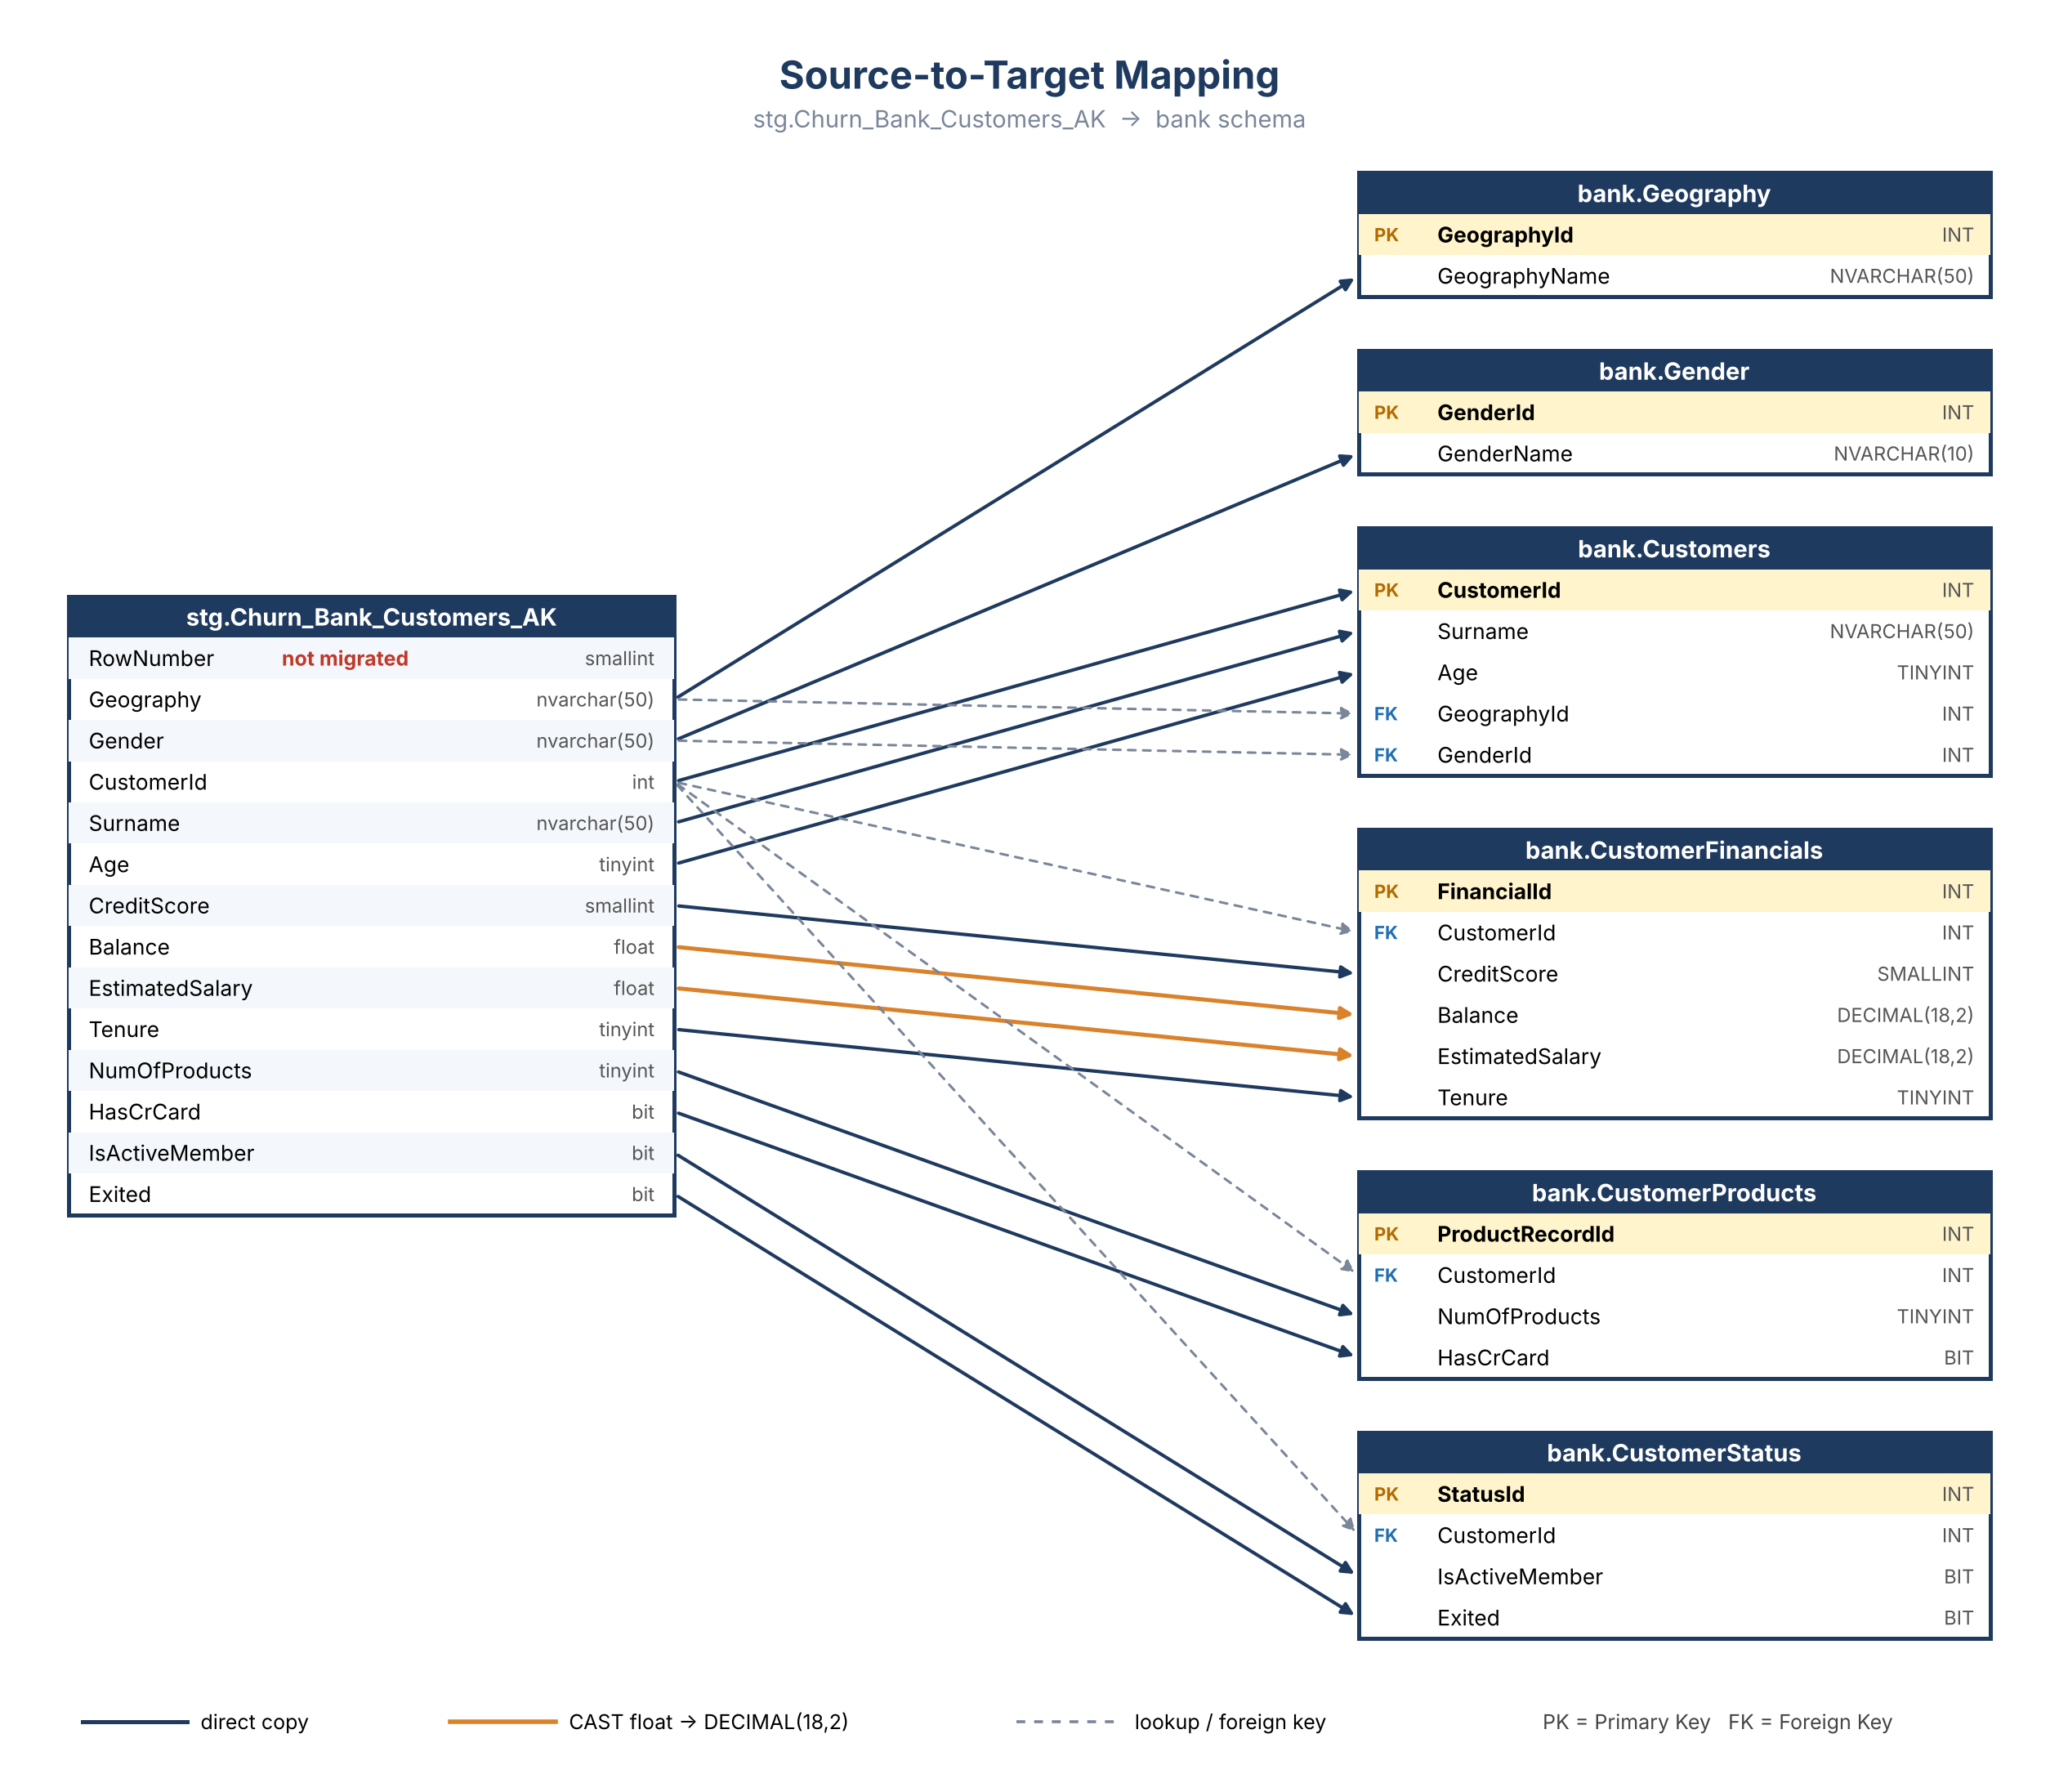 Source-to-Target Mapping
stg.Churn_Bank_Customers_AK → bank schema
stg.Churn_Bank_Customers_AK
RowNumber not migrated smallint
Geography nvarchar(50)
Gender nvarchar(50)
CustomerId int
Surname nvarchar(50)
Age tinyint
CreditScore smallint
Balance float
EstimatedSalary float
Tenure tinyint
NumOfProducts tinyint
HasCrCard bit
IsActiveMember bit
Exited bit
bank.Geography
PK GeographyId INT
GeographyName NVARCHAR(50)
bank.Gender
PK GenderId INT
GenderName NVARCHAR(10)
bank.Customers
PK CustomerId INT
Surname NVARCHAR(50)
Age TINYINT
FK GeographyId INT
FK GenderId INT
bank.CustomerFinancials
PK FinancialId INT
FK CustomerId INT
CreditScore SMALLINT
Balance DECIMAL(18,2)
EstimatedSalary DECIMAL(18,2)
Tenure TINYINT
bank.CustomerProducts
PK ProductRecordId INT
FK CustomerId INT
NumOfProducts TINYINT
HasCrCard BIT
bank.CustomerStatus
PK StatusId INT
FK CustomerId INT
IsActiveMember BIT
Exited BIT
direct copy
CAST float → DECIMAL(18,2)
lookup / foreign key
PK = Primary Key FK = Foreign Key